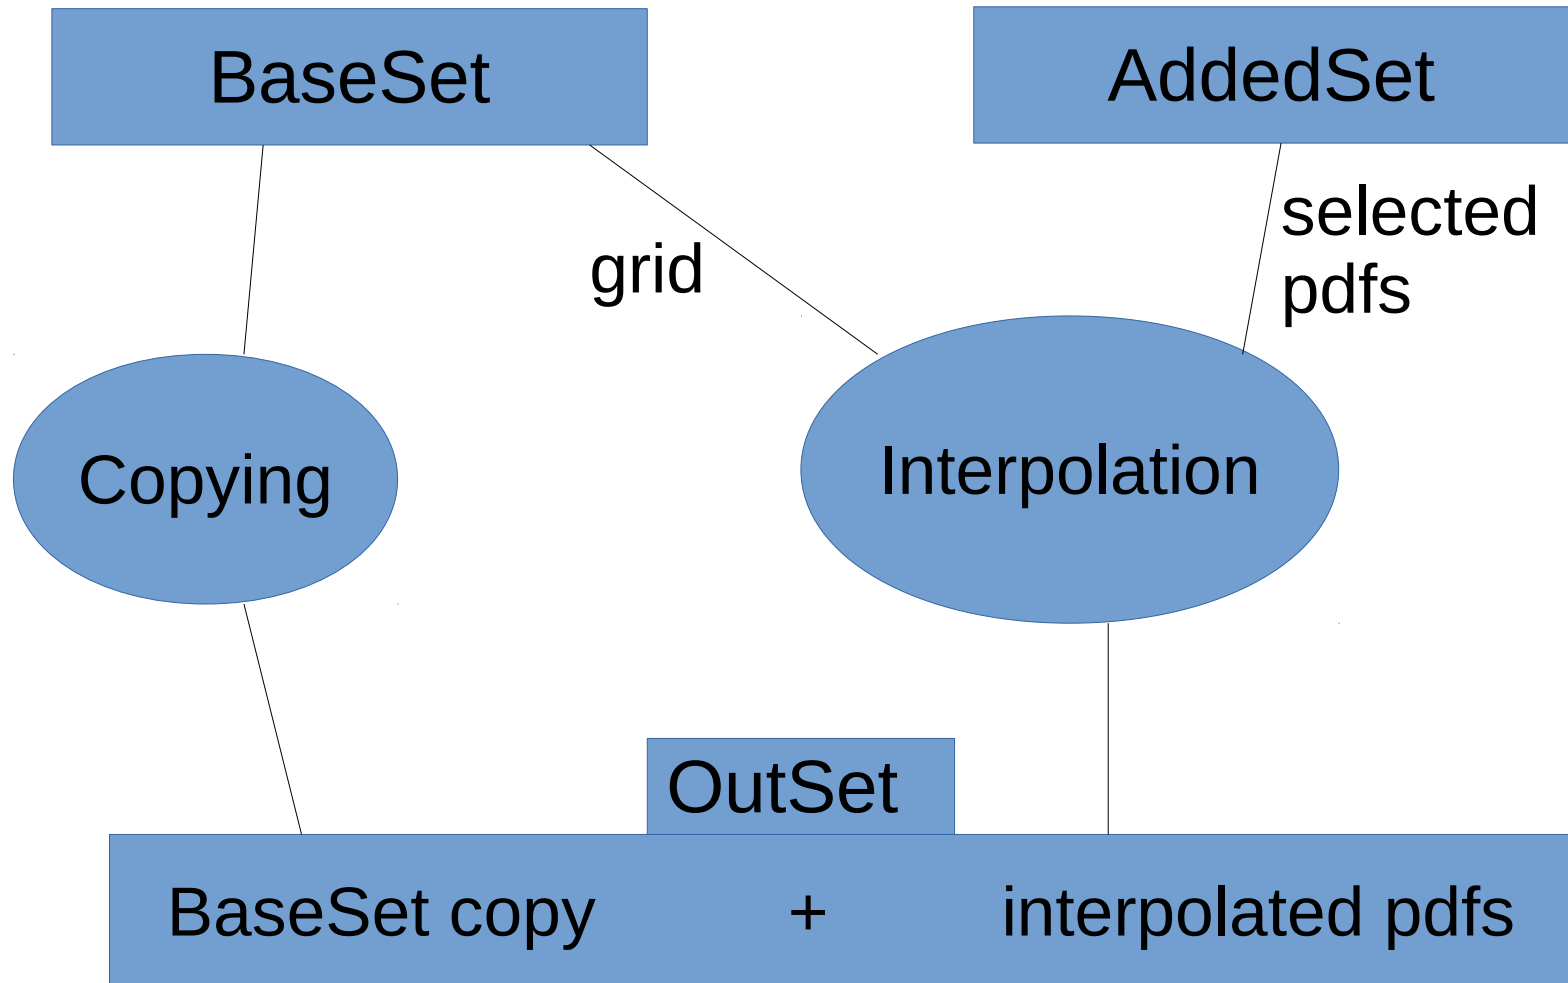 BaseSet
AddedSet
selected
pdfs
grid
Copying
Interpolation
OutSet
BaseSet copy + interpolated pdfs